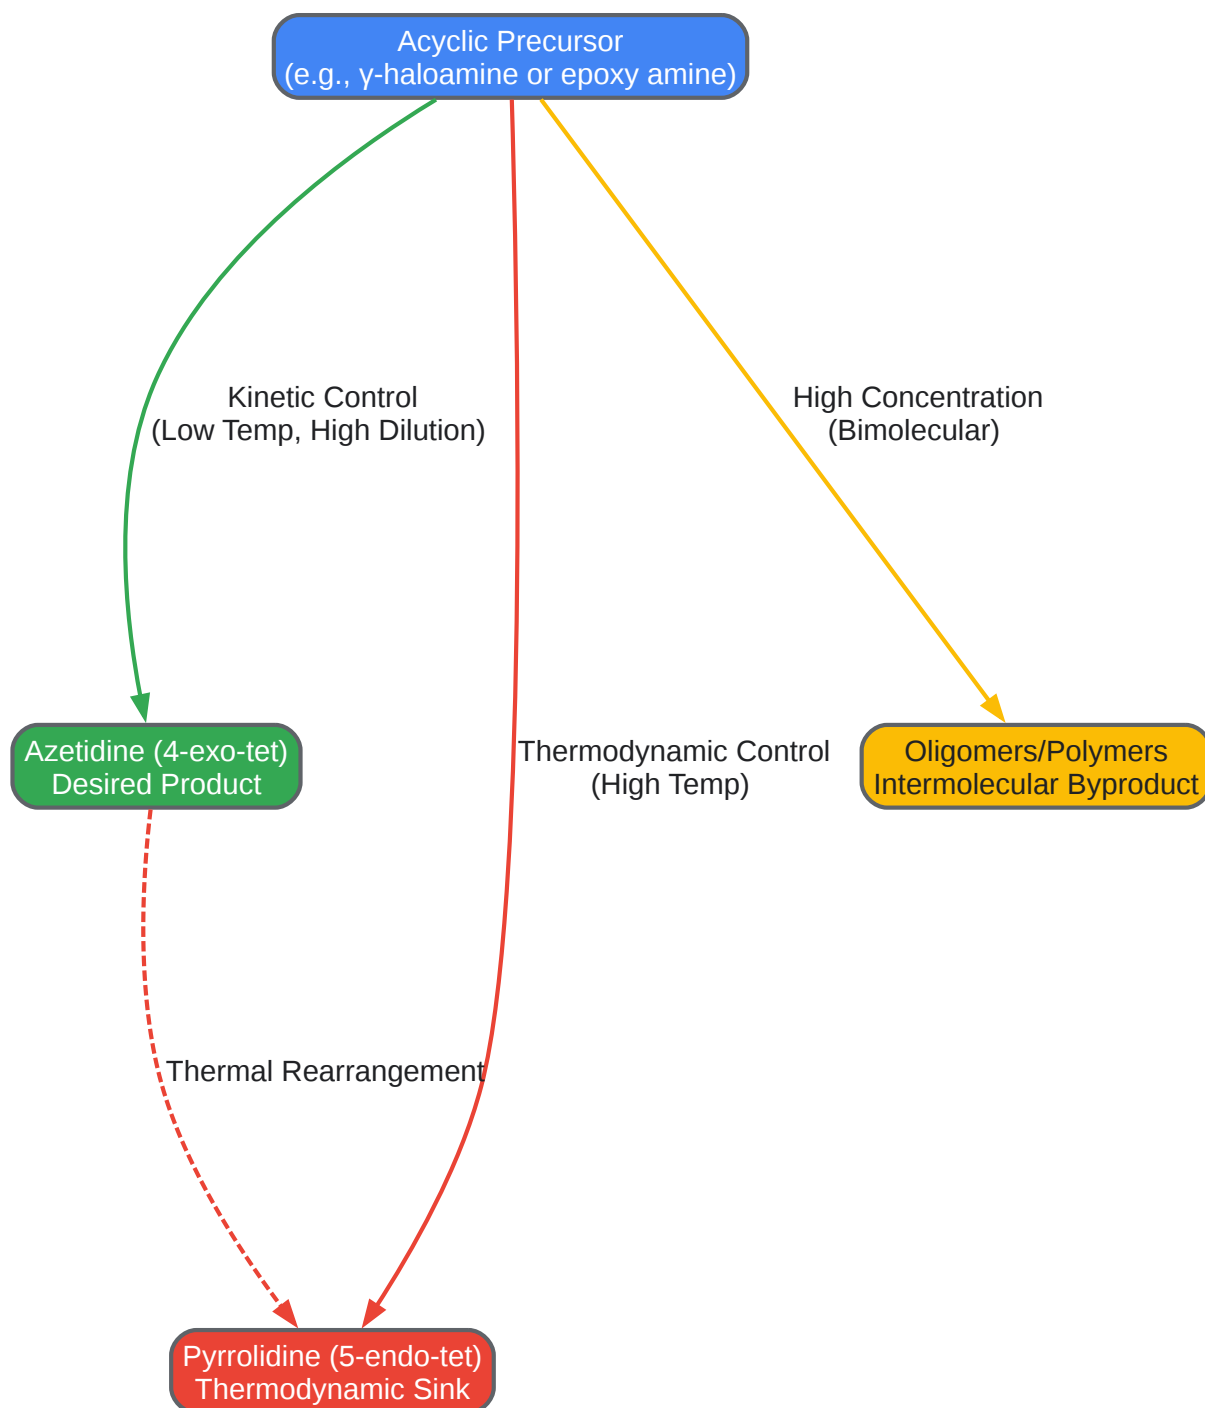 Acyclic Precursor
(e.g., γ-haloamine or epoxy amine)
Kinetic Control
(Low Temp, High Dilution)
High Concentration
(Bimolecular)
Azetidine (4-exo-tet)
Desired Product
Thermodynamic Control
(High Temp)
Oligomers/Polymers
Intermolecular Byproduct
Thermal Rearrangement
Pyrrolidine (5-endo-tet)
Thermodynamic Sink